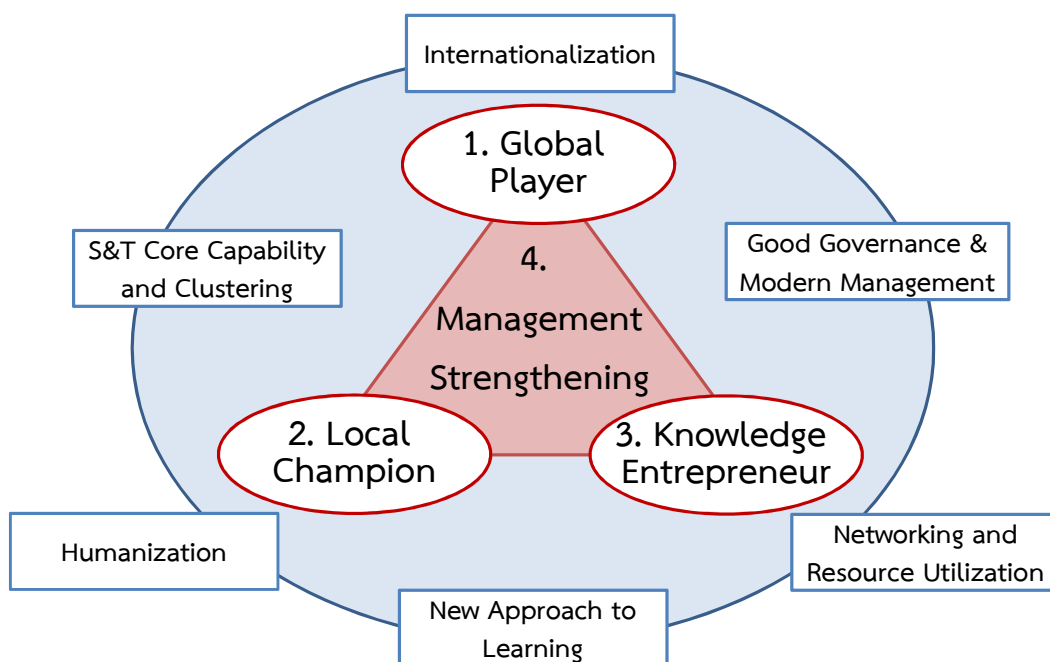 Internationalization
1. Global
Player
S&T Core Capability
and Clustering
Good Governance &
Modern Management
4.
Management
Strengthening
2. Local
Champion
3. Knowledge
Entrepreneur
Humanization
Networking and
Resource Utilization
New Approach to
Learning